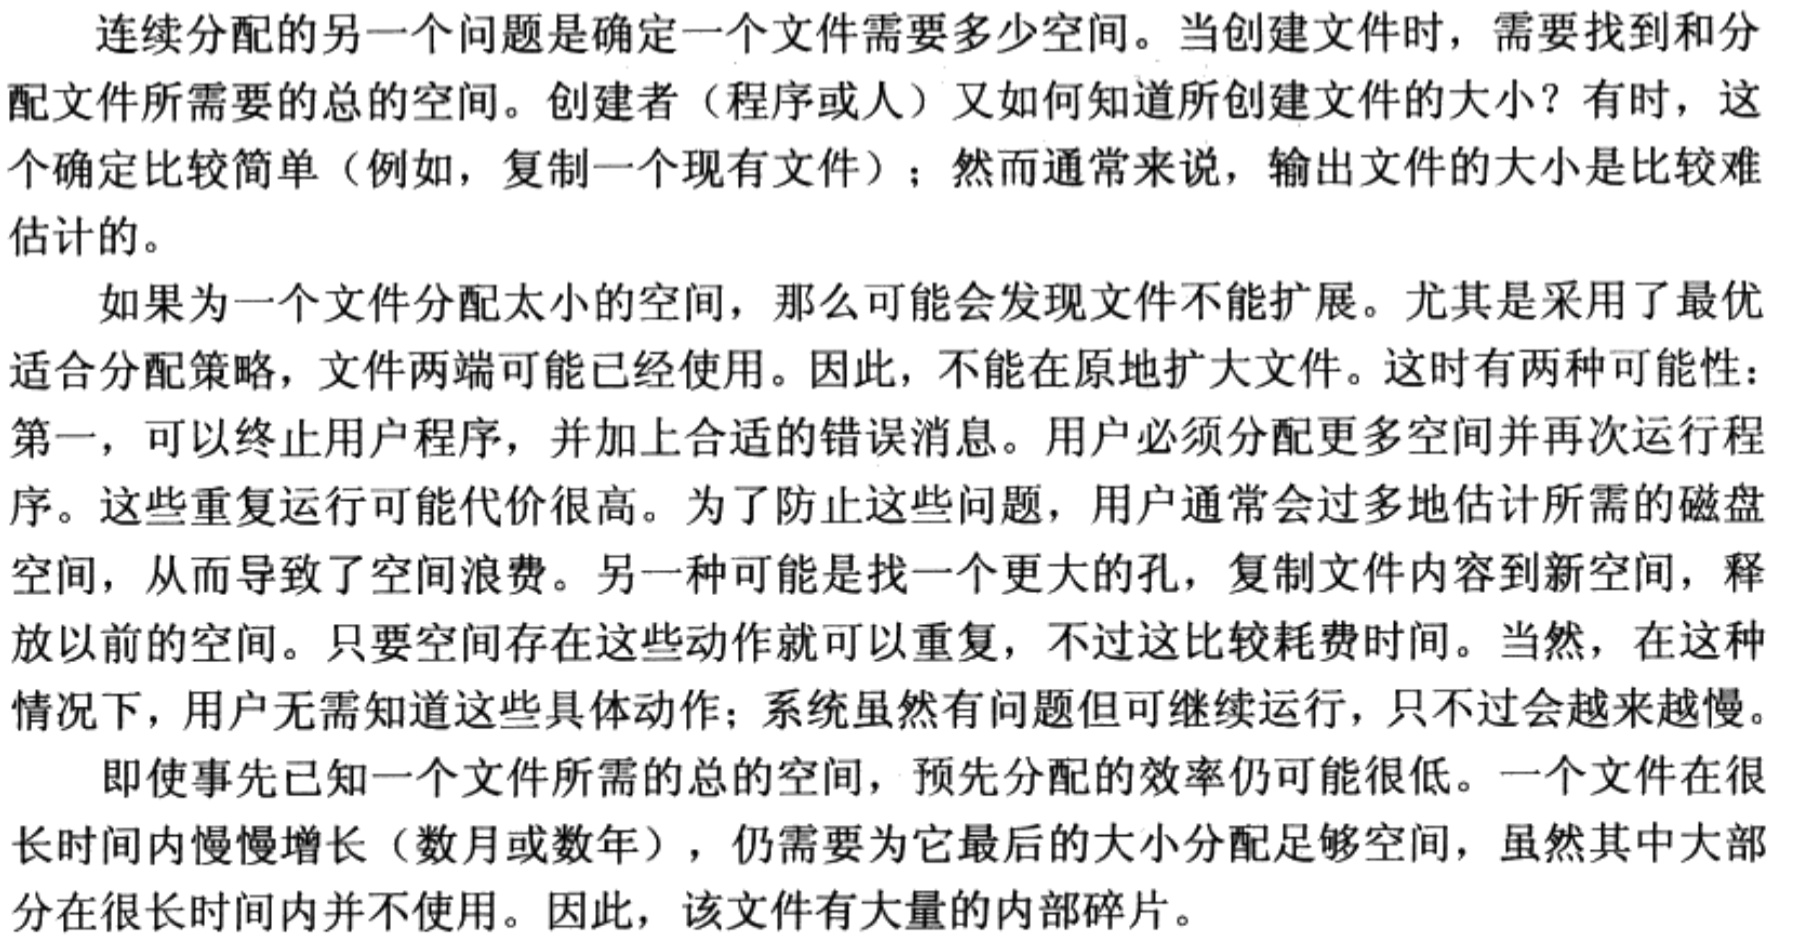 连续分配的另一个问题是确定一个文件需要多少空间。当创建文件时，需要找到和分
配文件所需要的总的空间。创建者（程序或人）又如何知道所创建文件的大小？有时，这
个确定比较简单（例如，复制一个现有文件）；然而通常来说，输出文件的大小是比较难
估计的。
如果为一个文件分配太小的空间，那么可能会发现文件不能扩展。尤其是采用了最优
适合分配策略，文件两端可能已经使用。因此，不能在原地扩大文件。这时有两种可能性：
第一，可以终止用户程序，并加上合适的错误消息。用户必须分配更多空间并再次运行程
序。这些重复运行可能代价很高。为了防止这些问题，用户通常会过多地估计所需的磁盘
空间，从而导致了空间浪费。另一种可能是找一个更大的孔，复制文件内容到新空间，释
放以前的空间。只要空间存在这些动作就可以重复，不过这比较耗费时间。当然，在这种
情况下，用户无需知道这些具体动作；系统虽然有问题但可继续运行，只不过会越来越慢。
即使事先已知一个文件所需的总的空间，预先分配的效率仍可能很低。一个文件在很
长时间内慢慢增长（数月或数年），仍需要为它最后的大小分配足够空间，虽然其中大部
分在很长时间内并不使用。因此，该文件有大量的内部碎片。